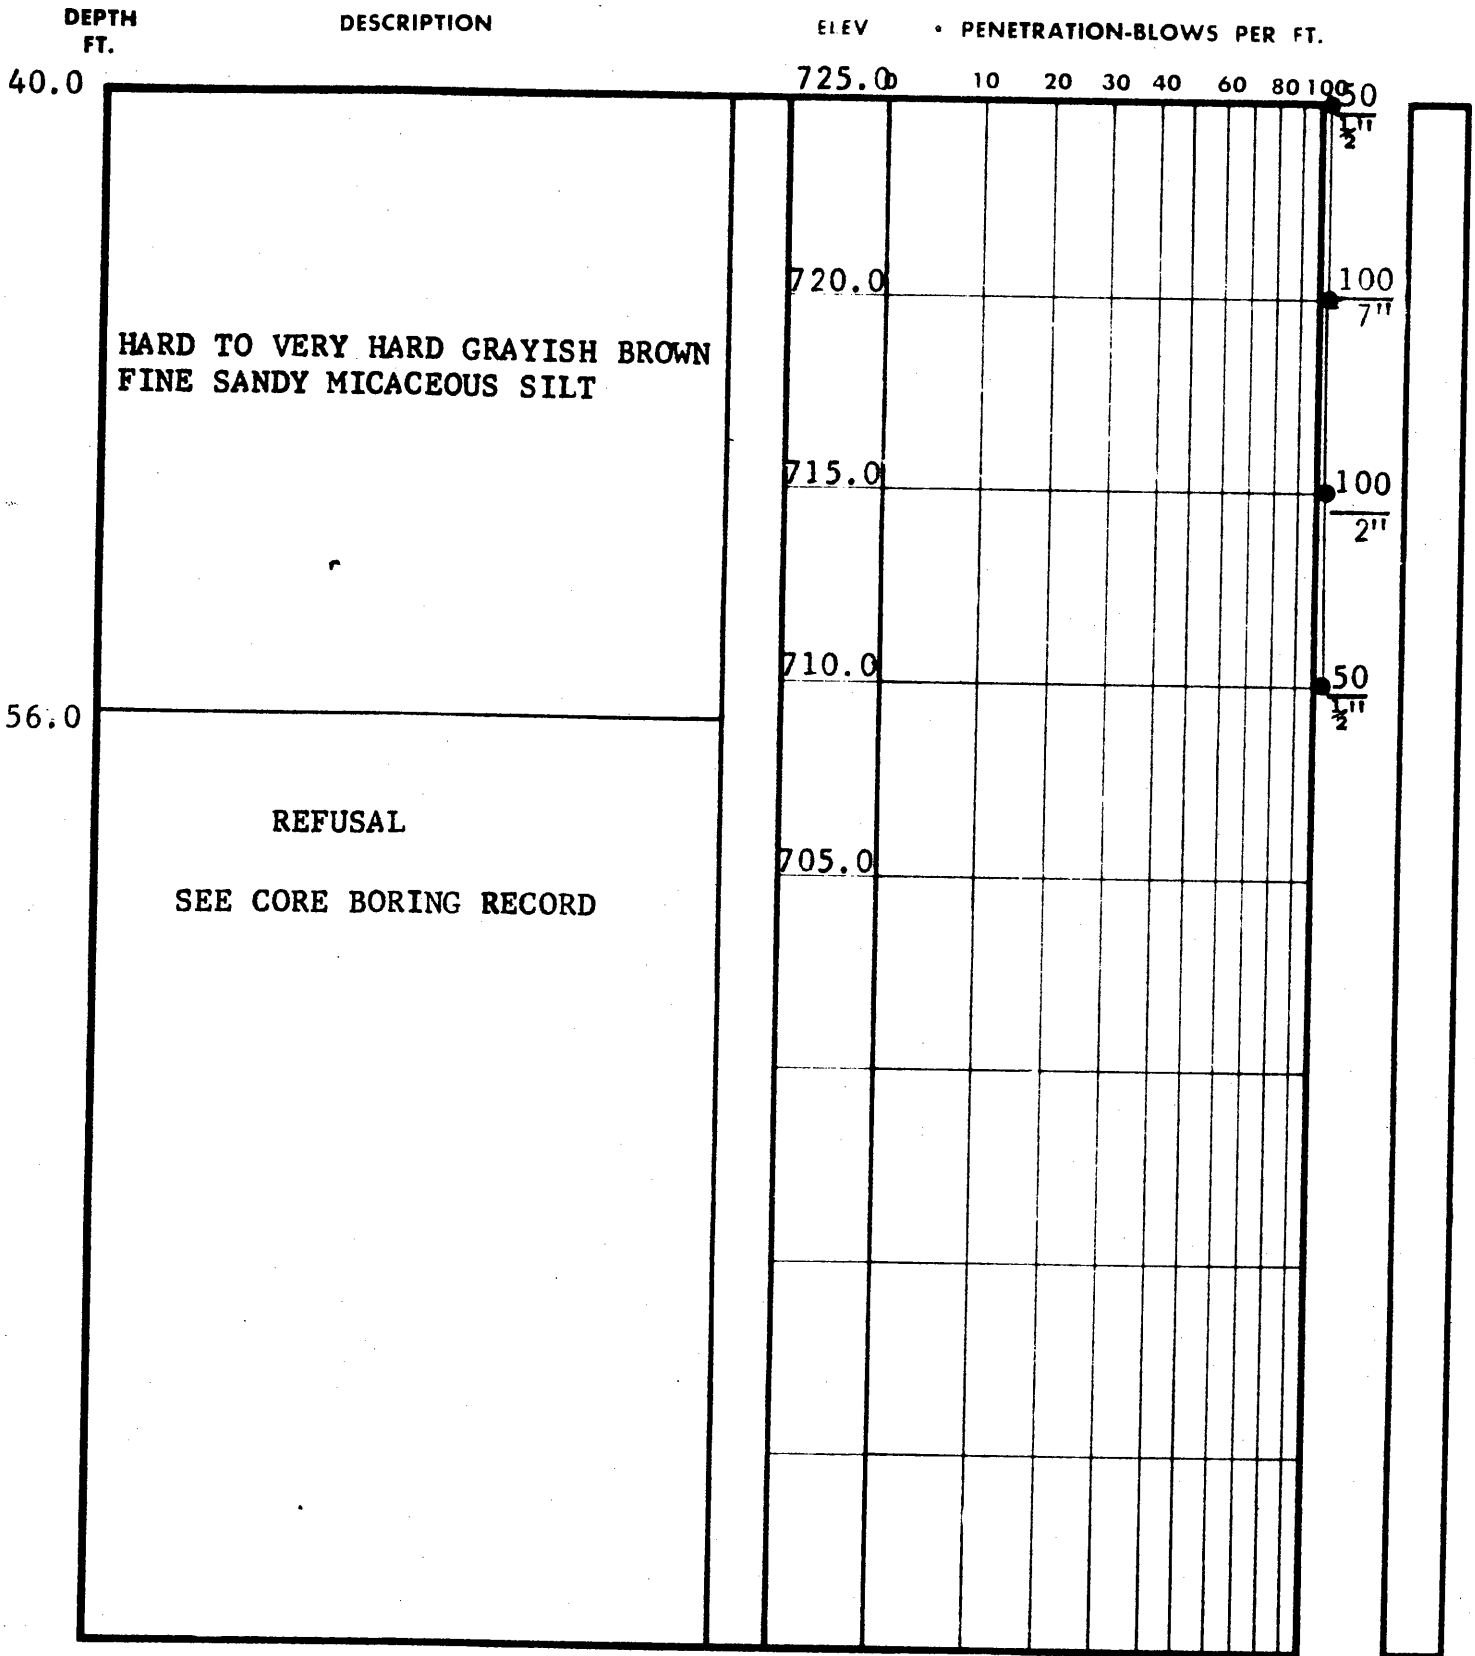 DEPTH FT. DESCRIPTION ELEV • PENETRATION-BLOWS PER FT.
40.0 725.0 0 10 20 30 40 60 80 100 50
½"
720.0 100
7"
HARD TO VERY HARD GRAYISH BROWN
FINE SANDY MICACEOUS SILT
715.0 100
2"
710.0 50
½"
56.0
REFUSAL
705.0
SEE CORE BORING RECORD